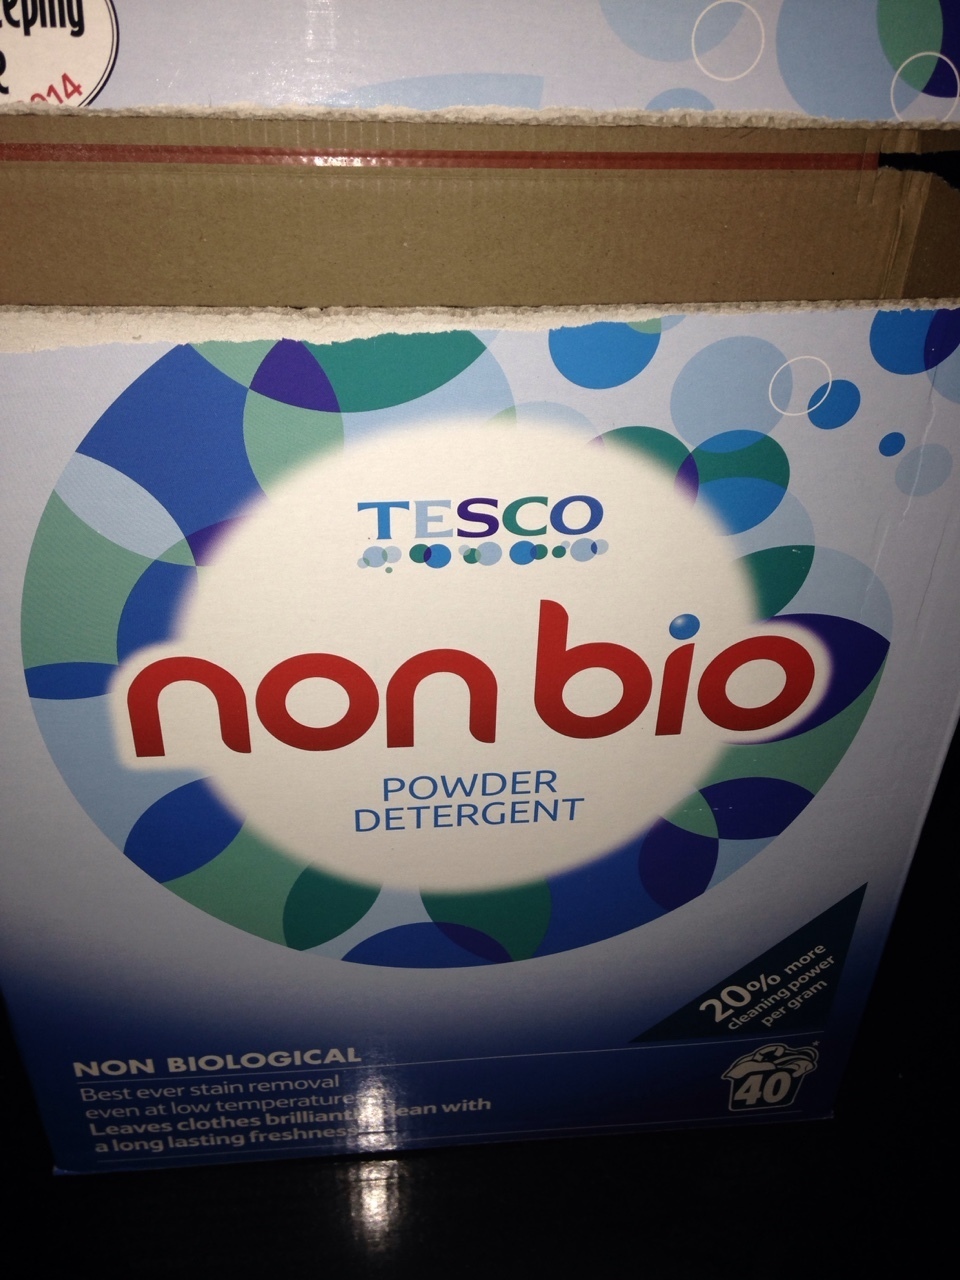 2014
TESCO
non bio
POWDER
DETERGENT
20% more
cleaning power
per gram
NON BIOLOGICAL
Best ever stain removal
even at low temperatures
Leaves clothes brilliantly clean with
a long lasting freshness
40